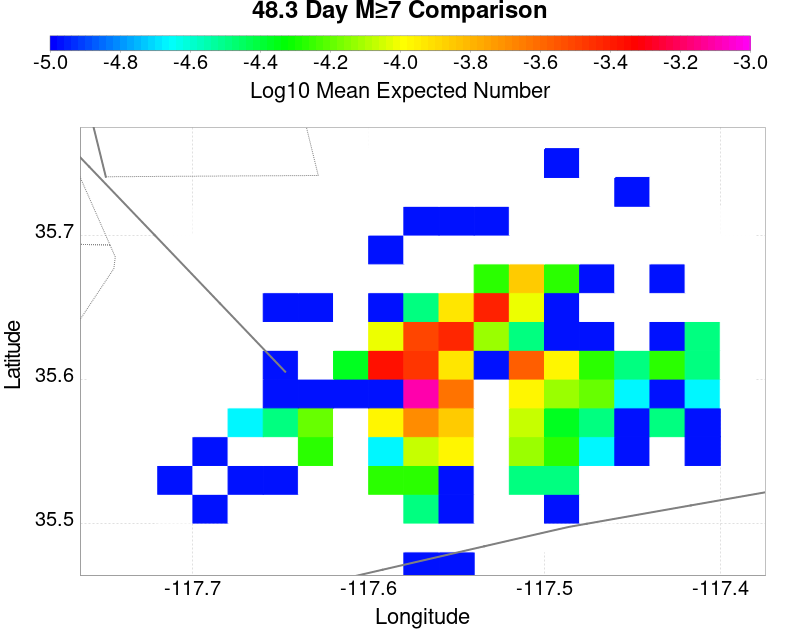 48.3 Day M≥7 Comparison
-5.0 -4.8 -4.6 -4.4 -4.2 -4.0 -3.8 -3.6 -3.4 -3.2 -3.0
Log10 Mean Expected Number
35.7
35.6
35.5
Latitude
-117.7 -117.6 -117.5 -117.4
Longitude